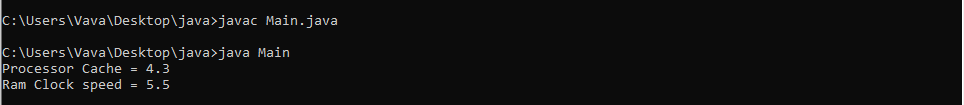 C:\Users\Vava\Desktop\java>javac Main.java
C:\Users\Vava\Desktop\java>java Main
Processor Cache = 4.3
Ram Clock speed = 5.5